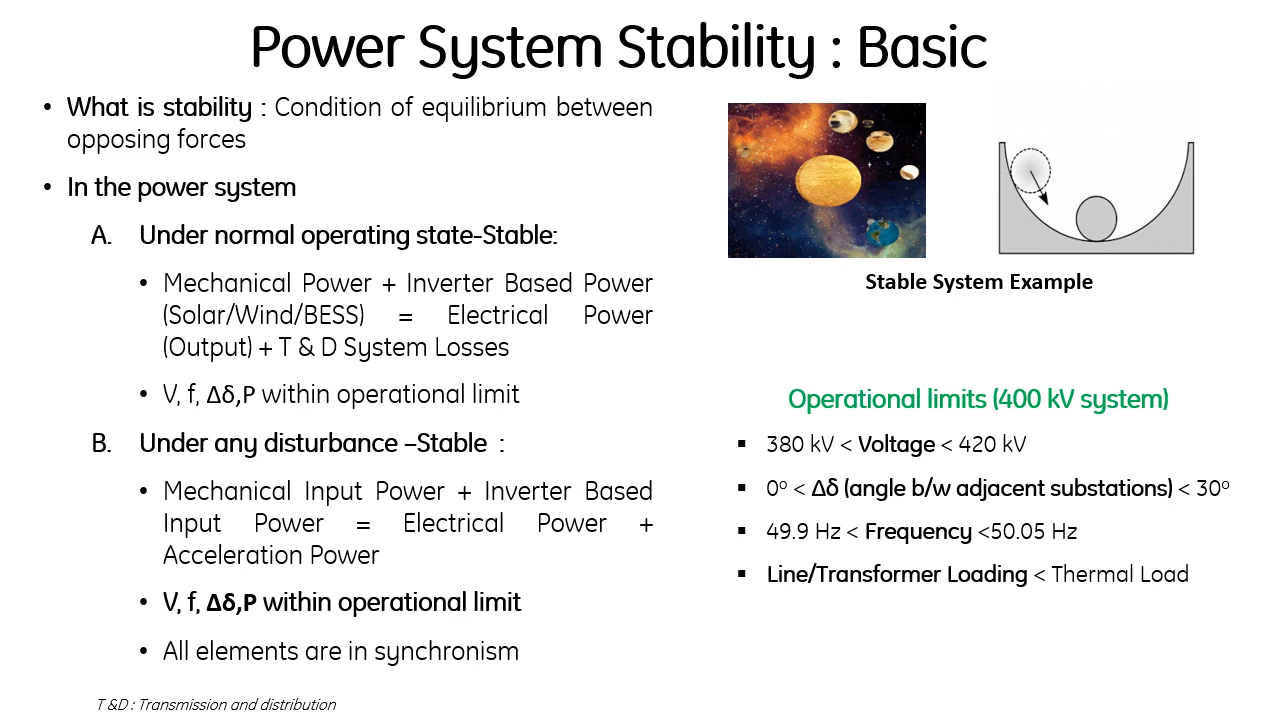 Power System Stability : Basic
• What is stability : Condition of equilibrium between
opposing forces
• In the power system
A. Under normal operating state-Stable:
• Mechanical Power + Inverter Based Power
(Solar/Wind/BESS) = Electrical Power
(Output) + T & D System Losses
• V, f, Δδ,P within operational limit
B. Under any disturbance –Stable :
• Mechanical Input Power + Inverter Based
Input Power = Electrical Power +
Acceleration Power
• V, f, Δδ,P within operational limit
• All elements are in synchronism
T &D : Transmission and distribution
Stable System Example
Operational limits (400 kV system)
▪ 380 kV < Voltage < 420 kV
▪ 0° < Δδ (angle b/w adjacent substations) < 30°
▪ 49.9 Hz < Frequency <50.05 Hz
▪ Line/Transformer Loading < Thermal Load